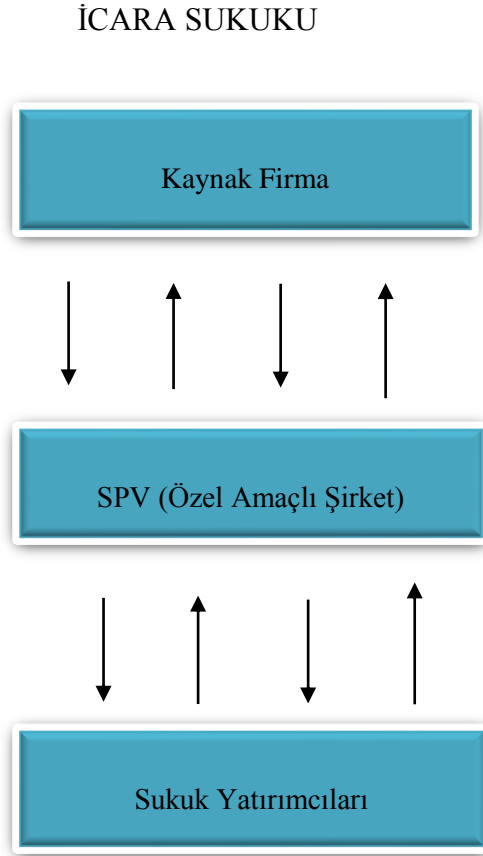 İCARA SUKUKU
Kaynak Firma
SPV (Özel Amaçlı Şirket)
Sukuk Yatırımcıları